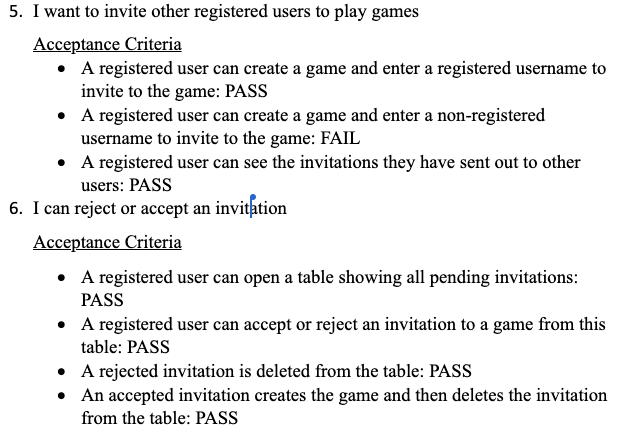 5. I want to invite other registered users to play games
Acceptance Criteria
• A registered user can create a game and enter a registered username to
invite to the game: PASS
• A registered user can create a game and enter a non-registered
username to invite to the game: FAIL
• A registered user can see the invitations they have sent out to other
users: PASS
6. I can reject or accept an invitation
Acceptance Criteria
• A registered user can open a table showing all pending invitations:
PASS
• A registered user can accept or reject an invitation to a game from this
table: PASS
• A rejected invitation is deleted from the table: PASS
• An accepted invitation creates the game and then deletes the invitation
from the table: PASS